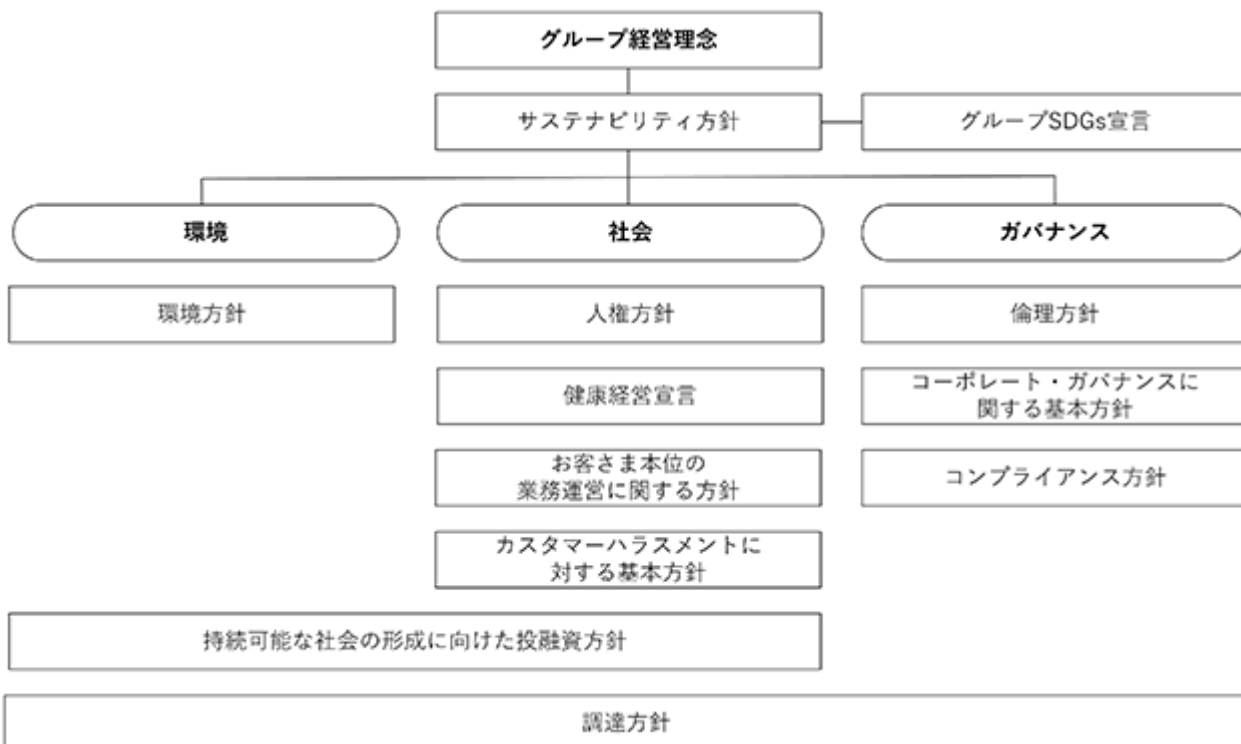 グループ経営理念
サステナビリティ方針
グループSDGs宣言
環境
社会
ガバナンス
環境方針
人権方針
倫理方針
健康経営宣言
コーポレート・ガバナンスに
関する基本方針
お客さま本位の
業務運営に関する方針
コンプライアンス方針
カスタマーハラスメントに
対する基本方針
持続可能な社会の形成に向けた投融資方針
調達方針